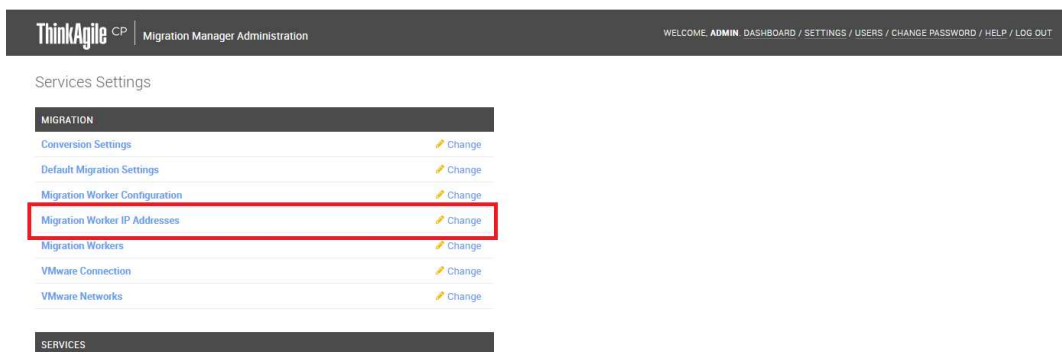 ThinkAgile CP | Migration Manager Administration WELCOME, ADMIN. DASHBOARD / SETTINGS / USERS / CHANGE PASSWORD / HELP / LOG OUT
Services Settings
MIGRATION
Conversion Settings Change
Default Migration Settings Change
Migration Worker Configuration Change
Migration Worker IP Addresses Change
Migration Workers Change
VMware Connection Change
VMware Networks Change
SERVICES